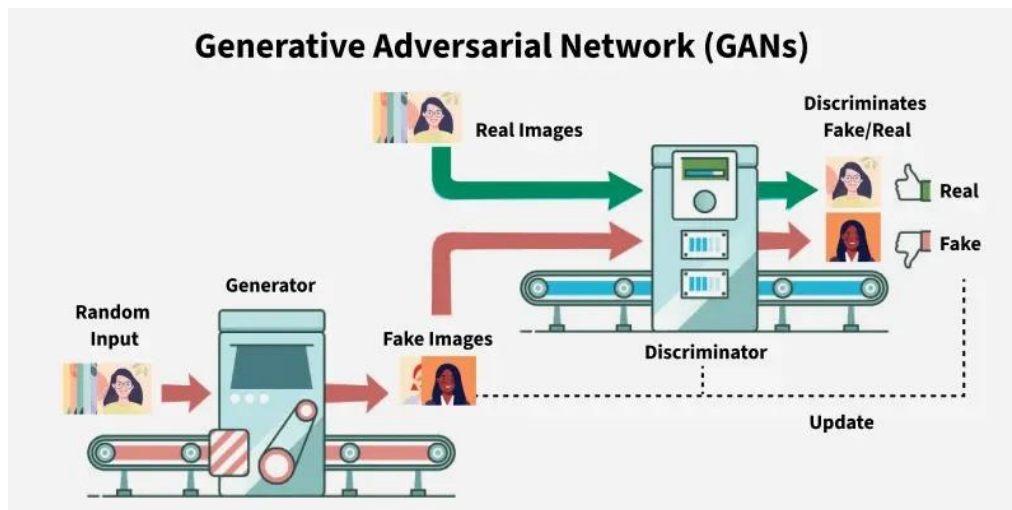 Generative Adversarial Network (GANs)
Real Images
Discriminates
Fake/Real
Real
Fake
Generator
Random
Input
Fake Images
Discriminator
Update